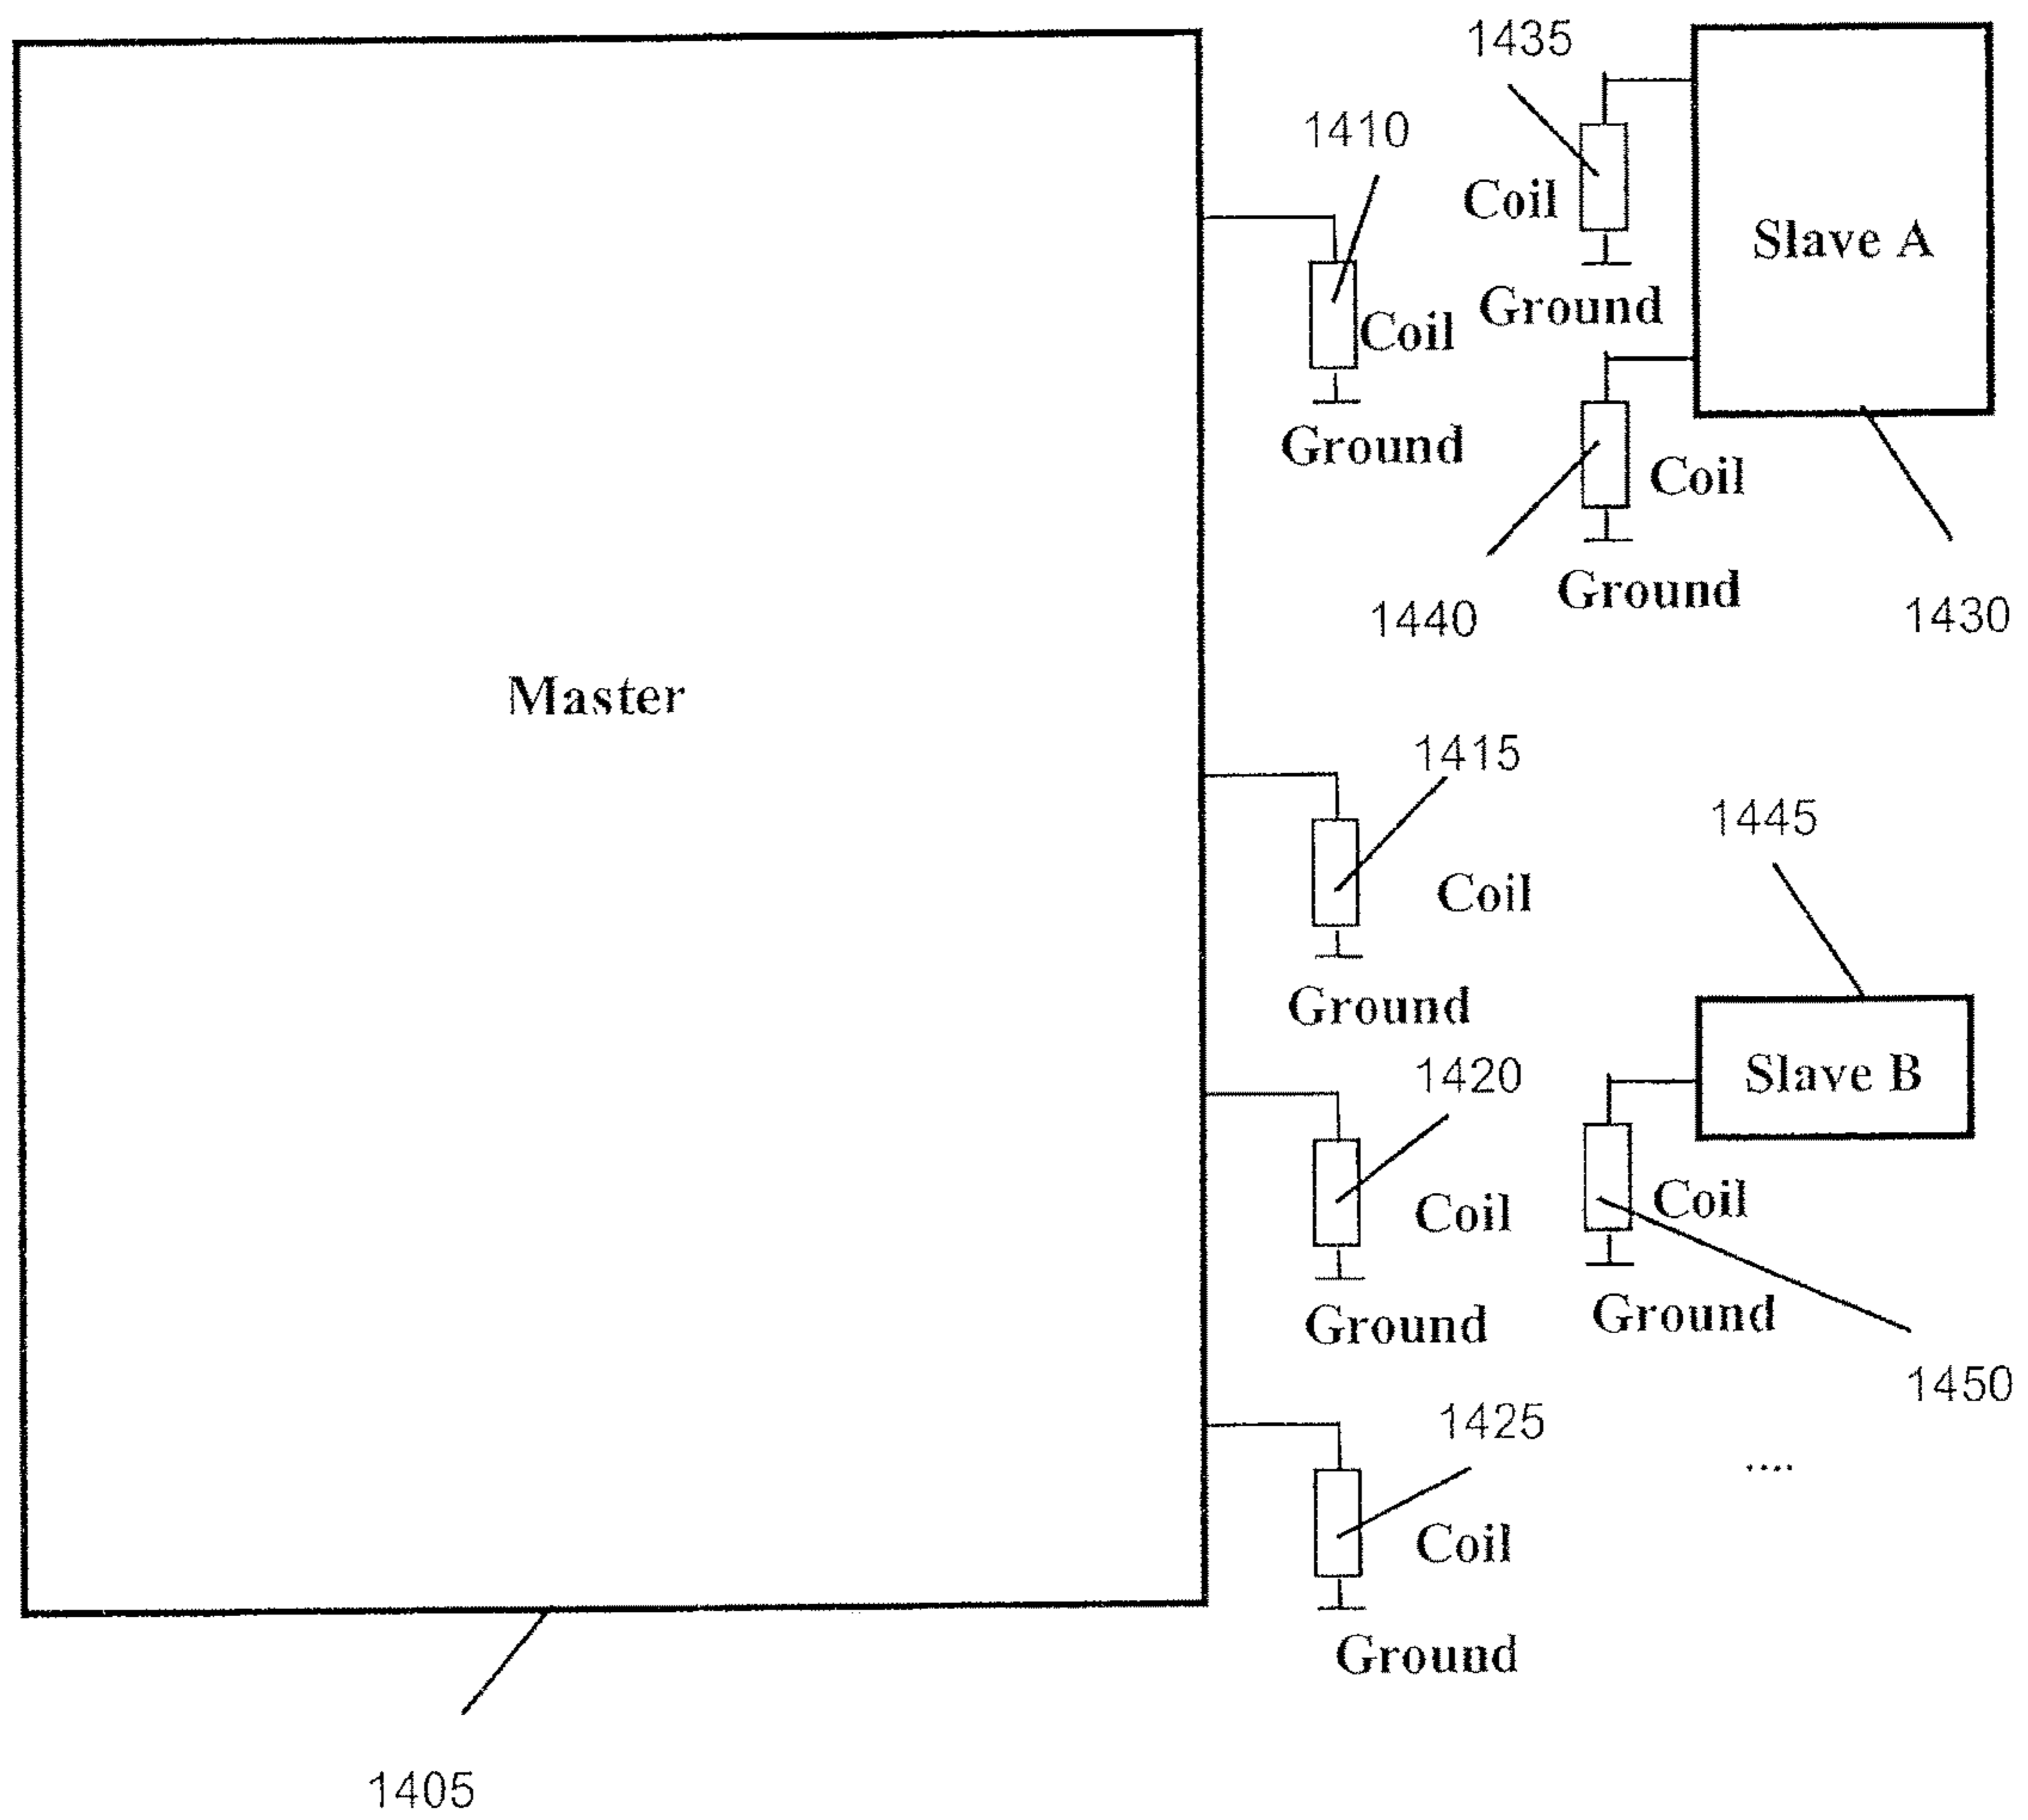 1435
1410
Coil
Slave A
Ground
Coil
Ground
Coil
Ground
1440
1430
Master
1415
1445
Coil
Ground
1420
Slave B
Coil
Coil
Ground
Ground
1450
1425
....
Coil
Ground
1405